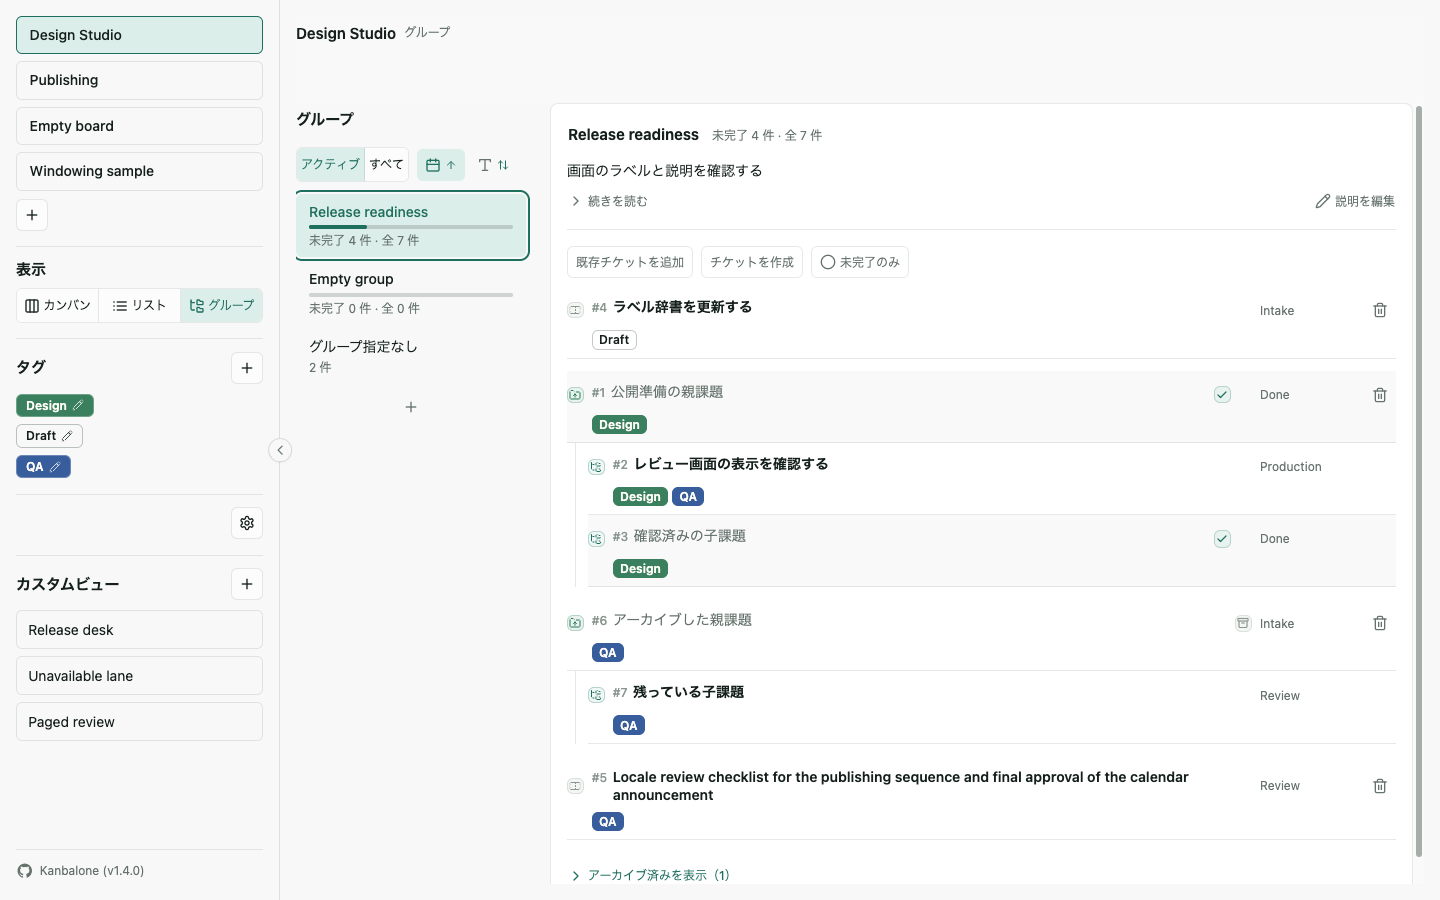 Design Studio
Publishing
Empty board
Windowing sample
表示
カンバン
リスト
グループ
タグ
Design
Draft
QA
カスタムビュー
Release desk
Unavailable lane
Paged review
Kanbalone (v1.4.0)
Design Studio グループ
グループ
アクティブ
すべて
Release readiness
未完了 4 件 · 全 7 件
Empty group
未完了 0 件 · 全 0 件
グループ指定なし
2 件
Release readiness 未完了 4 件 · 全 7 件
画面のラベルと説明を確認する
続きを読む
説明を編集
既存チケットを追加
チケットを作成
未完了のみ
#4 ラベル辞書を更新する
Intake
Draft
#1 公開準備の親課題
Done
Design
#2 レビュー画面の表示を確認する
Production
Design QA
#3 確認済みの子課題
Done
Design
#6 アーカイブした親課題
Intake
QA
#7 残っている子課題
Review
QA
#5 Locale review checklist for the publishing sequence and final approval of the calendar
announcement
Review
QA
アーカイブ済みを表示（1）